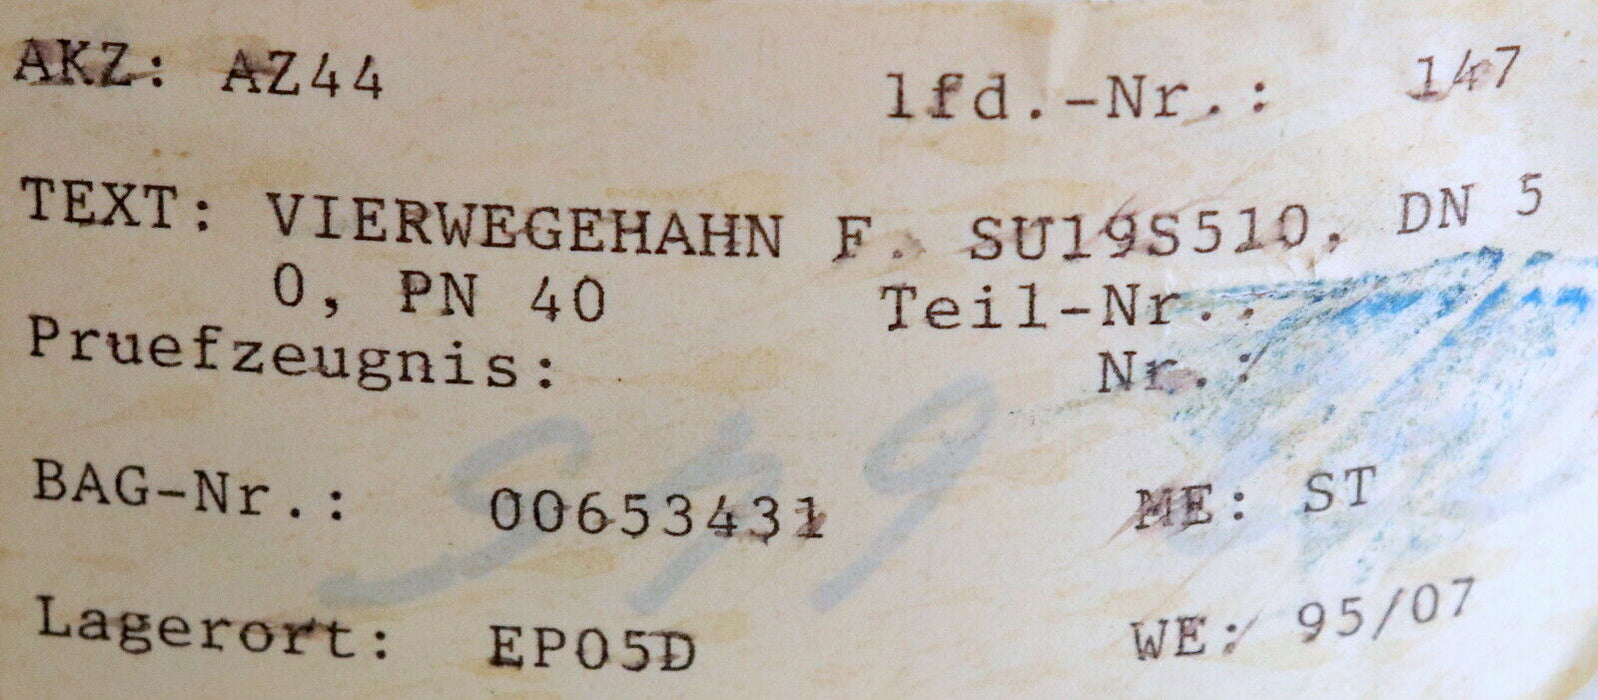 AKZ: AZ44 lfd.-Nr.: 147
TEXT: VIERWEGEHAHN F. SU19S510, DN 5
0, PN 40 Teil-Nr.:
Pruefzeugnis: Nr.:
BAG-Nr.: 00653431 ME: ST
Lagerort: EP05D WE: 95/07